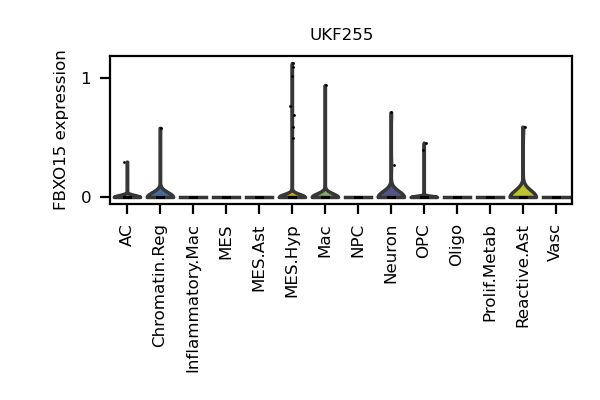 UKF255
FBXO15 expression
1
0
AC
Chromatin.Reg
Inflammatory.Mac
MES
MES.Ast
MES.Hyp
Mac
NPC
Neuron
OPC
Oligo
Prolif.Metab
Reactive.Ast
Vasc